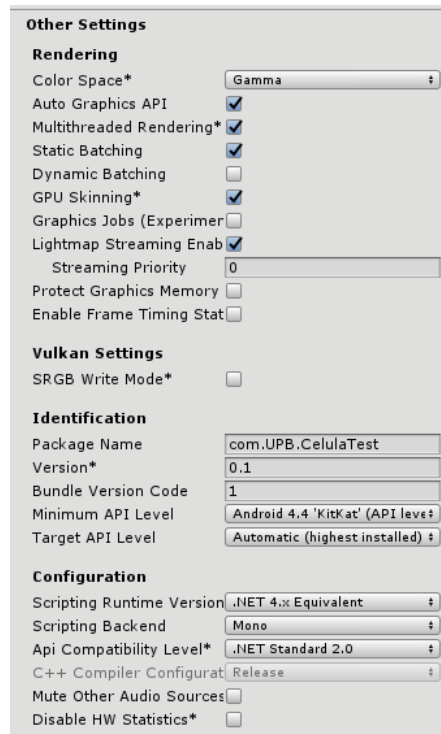 Other Settings
Rendering
Color Space* Gamma
Auto Graphics API
Multithreaded Rendering*
Static Batching
Dynamic Batching
GPU Skinning*
Graphics Jobs (Experimer
Lightmap Streaming Enab
Streaming Priority 0
Protect Graphics Memory
Enable Frame Timing Stat
Vulkan Settings
SRGB Write Mode*
Identification
Package Name com.UPB.CelulaTest
Version* 0.1
Bundle Version Code 1
Minimum API Level Android 4.4 'KitKat' (API leve
Target API Level Automatic (highest installed)
Configuration
Scripting Runtime Version .NET 4.x Equivalent
Scripting Backend Mono
Api Compatibility Level* .NET Standard 2.0
C++ Compiler Configurat Release
Mute Other Audio Sources
Disable HW Statistics*